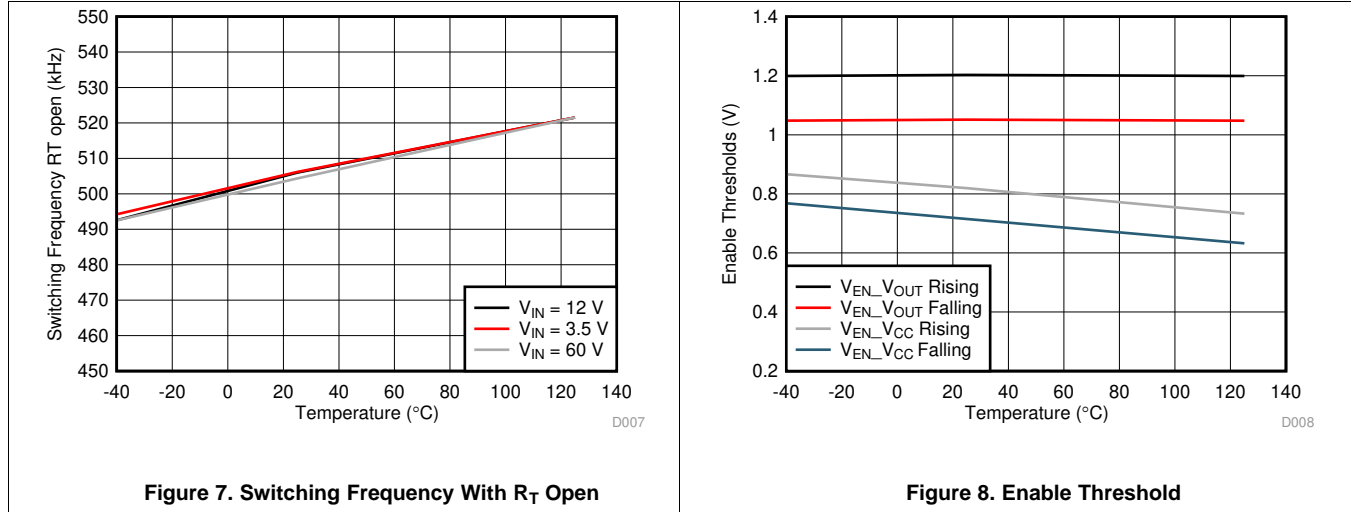 550
540
530
520
510
500
490
480
470
460
450
Switching Frequency RT open (kHz)
V_IN = 12 V
V_IN = 3.5 V
V_IN = 60 V
-40 -20 0 20 40 60 80 100 120 140
Temperature (°C)
D007
Figure 7. Switching Frequency With R_T Open
1.4
1.2
1
0.8
0.6
0.4
0.2
Enable Thresholds (V)
V_EN_V_OUT Rising
V_EN_V_OUT Falling
V_EN_V_CC Rising
V_EN_V_CC Falling
-40 -20 0 20 40 60 80 100 120 140
Temperature (°C)
D008
Figure 8. Enable Threshold